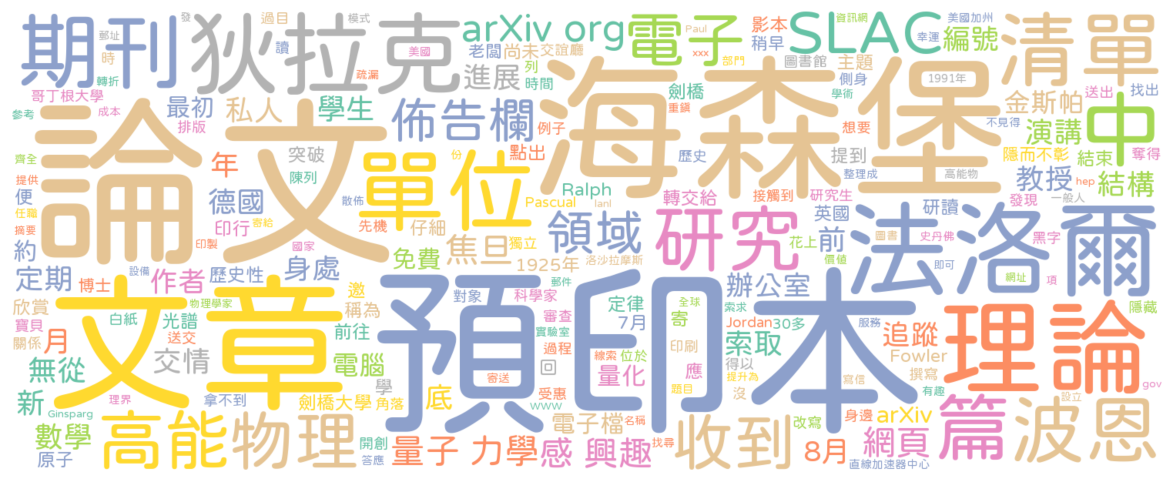 期刊
狄拉克
arXiv org
電子
SLAC
編號
清單
論文
海森堡
中
佈告欄
單位
領域
研究
法洛爾
文章
預印本
理論
高能
物理
收到
篇
波恩
郵址
發
過目
模式
讀
美國
時
轉折
疏漏
老闆
尚未
交誼廳
Paul
xxx
部門
影本
稍早
資訊網
幸運
美國加州
圖書館
主題
側身
學術
1991年
送出
找出
哥丁根大學
參考
成本
最初
排版
私人
學生
進展
列
時間
例子
劍橋
重鎮
想要
金斯帕
不見得
演講
奪得
齊全
提供
任職
摘要
便
德國
年
突破
陳列
點出
歷史
提到
整理成
高能物
隱而不彰
結束
結構
教授
hep
一般人
發現
約
印行
印製
寄給
散佈
先機
仔細
份
Pascual
Ralph
lanl
轉交給
接觸到
研究生
英國
研讀
圖書
史丹佛
黑字
定期
博士
作者
歷史性
國家
身處
免費
焦旦
獨立
1925年
洛沙拉摩斯
花上
價值
前
即可
網址
項
欣賞
寶貝
關係
設備
物理學家
稱為
邀
對象
科學家
郵件
定律
7月
寄
全球
辦公室
索求
服務
隱藏
月
白紙
光譜
送交
前往
審查
實驗室
過程
線索
位於
印刷
Jordan
30多
索取
得以
追蹤
Fowler
撰寫
無從
交情
電腦
學
回
審送
受惠
量化
應
提升為
寫信
有趣
gov
設立
新
Ginsparg
理界
拿不到
劍橋大學
角落
底
www
電子檔
名稱
題目
沒
改寫
身邊
arXiv
數學
原子
開創
答應
量子
力學
感
興趣
找尋
8月
網頁
直線加速器中心